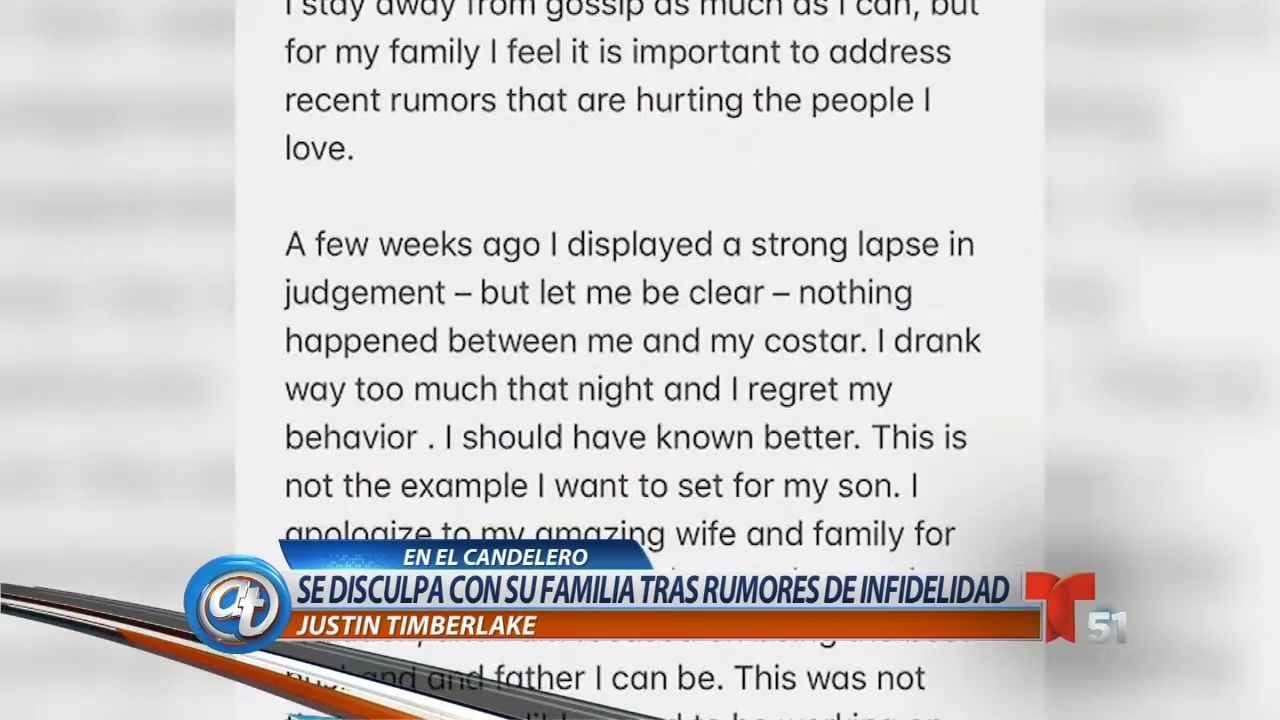 I stay away from gossip as much as I can, but
for my family I feel it is important to address
recent rumors that are hurting the people I
love.
A few weeks ago I displayed a strong lapse in
judgement – but let me be clear – nothing
happened between me and my costar. I drank
way too much that night and I regret my
behavior . I should have known better. This is
not the example I want to set for my son. I
apologize to my amazing wife and family for
EN EL CANDELERO
at
SE DISCULPA CON SU FAMILIA TRAS RUMORES DE INFIDELIDAD
JUSTIN TIMBERLAKE
T 51
husband and father I can be. This was not